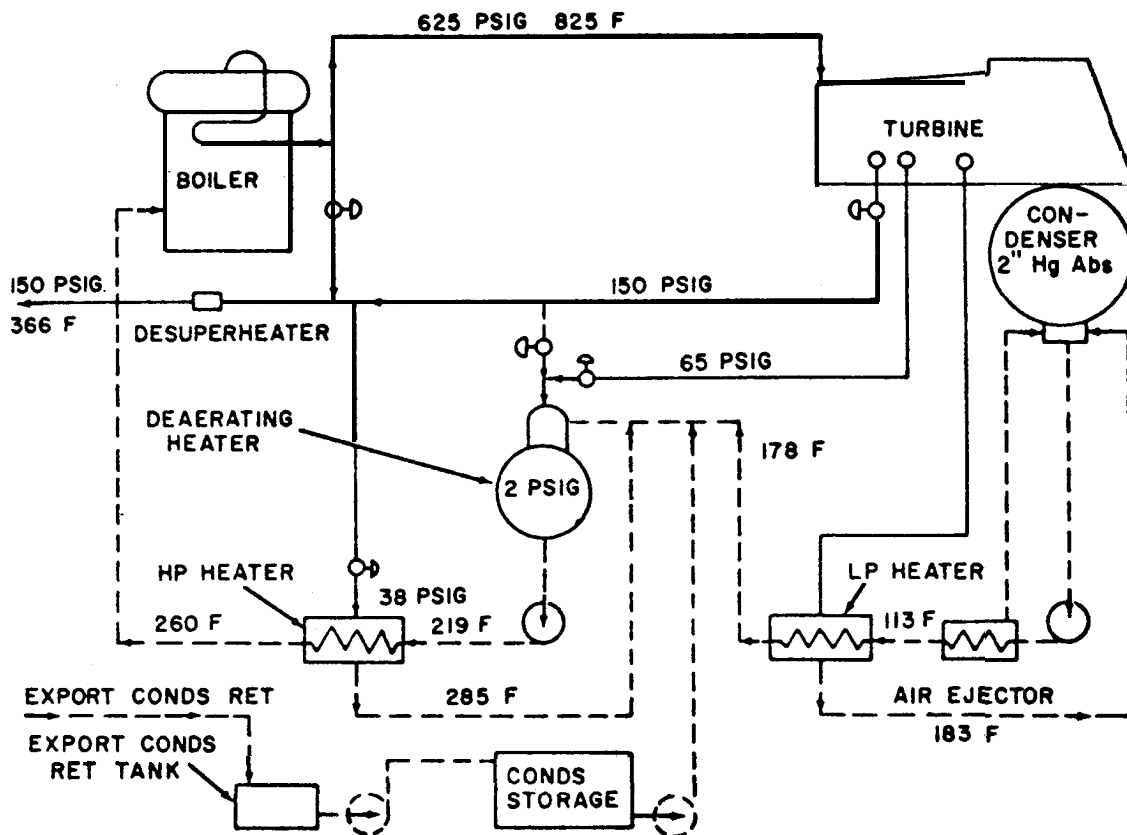 625 PSIG 825 F
BOILER
TURBINE
CON-
DENSER
2" Hg Abs
150 PSIG.
366 F
DESUPERHEATER
150 PSIG
65 PSIG
DEAERATING
HEATER
2 PSIG
178 F
HP HEATER
38 PSIG
260 F
219 F
LP HEATER
113 F
285 F
AIR EJECTOR
183 F
EXPORT CONDS RET
EXPORT CONDS
RET TANK
CONDS
STORAGE